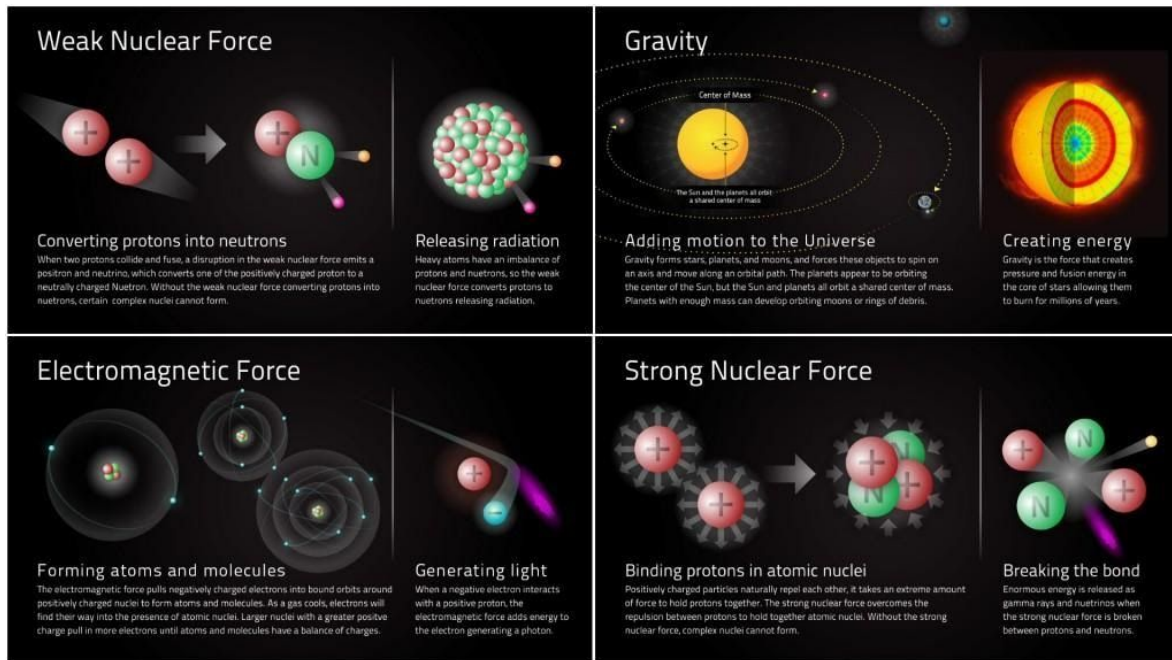 Weak Nuclear Force
+
+
+
N
Converting protons into neutrons
When two protons collide and fuse, a disruption in the weak nuclear force emits a
positron and neutrino, which converts one of the positively charged proton to a
neutrally charged Nuetron. Without the weak nuclear force converting protons into
nuetrons, certain complex nuclei cannot form.
Releasing radiation
Heavy atoms have an imbalance of
protons and nuetrons, so the weak
nuclear force converts protons to
nuetrons releasing radiation.
Gravity
Center of Mass
The Sun and the planets all orbit
a shared center of mass
Adding motion to the Universe
Gravity forms stars, planets, and moons, and forces these objects to spin on
an axis and move along an orbital path. The planets appear to be orbiting
the center of the Sun, but the Sun and planets all orbit a shared center of mass.
Planets with enough mass can develop orbiting moons or rings of debris.
Creating energy
Gravity is the force that creates
pressure and fusion energy in
the core of stars allowing them
to burn for millions of years.
Electromagnetic Force
+
−
Forming atoms and molecules
The electromagnetic force pulls negatively charged electrons into bound orbits around
positively charged nuclei to form atoms and molecules. As a gas cools, electrons will
find their way into the presence of atomic nuclei. Larger nuclei with a greater positve
charge pull in more electrons until atoms and molecules have a balance of charges.
Generating light
When a negative electron interacts
with a positive proton, the
electromagnetic force adds energy to
the electron generating a photon.
Strong Nuclear Force
+
+
+
N
+
N
+
N
N
+
Binding protons in atomic nuclei
Positively charged particles naturally repel each other, it takes an extreme amount
of force to hold protons together. The strong nuclear force overcomes the
repulsion between protons to hold together atomic nuclei. Without the strong
nuclear force, complex nuclei cannot form.
Breaking the bond
Enormous energy is released as
gamma rays and nuetrinos when
the strong nuclear force is broken
between protons and neutrons.